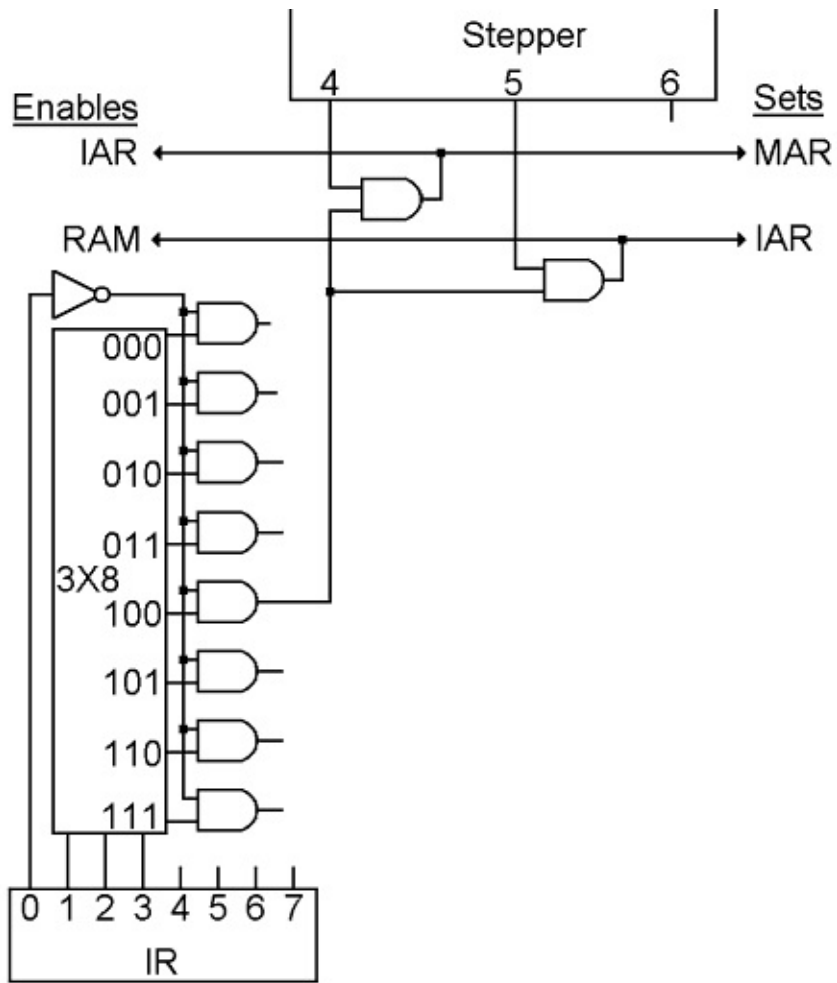 Stepper
4 5 6
Enables
Sets
IAR
MAR
RAM
IAR
000
001
010
011
3X8
100
101
110
111
0 1 2 3 4 5 6 7
IR